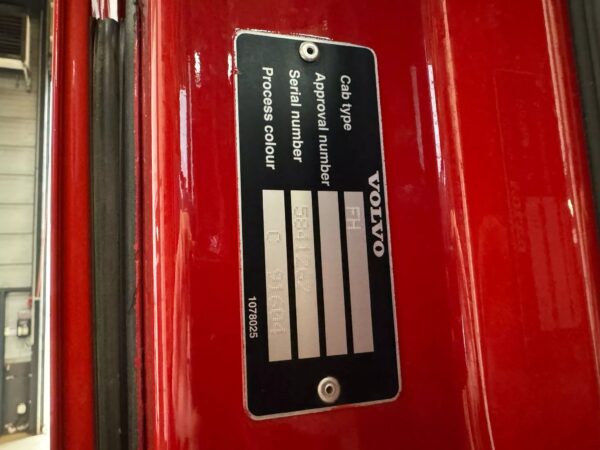 VOLVO
Cab type FH
Approval number
Serial number
Process colour
1078025